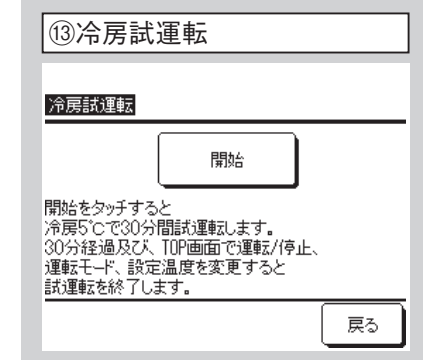 ⑬冷房試運転
冷房試運転
開始
開始をタッチすると
冷房5℃で30分間試運転します。
30分経過及び、TOP画面で運転/停止、
運転モード、設定温度を変更すると
試運転を終了します。
戻る